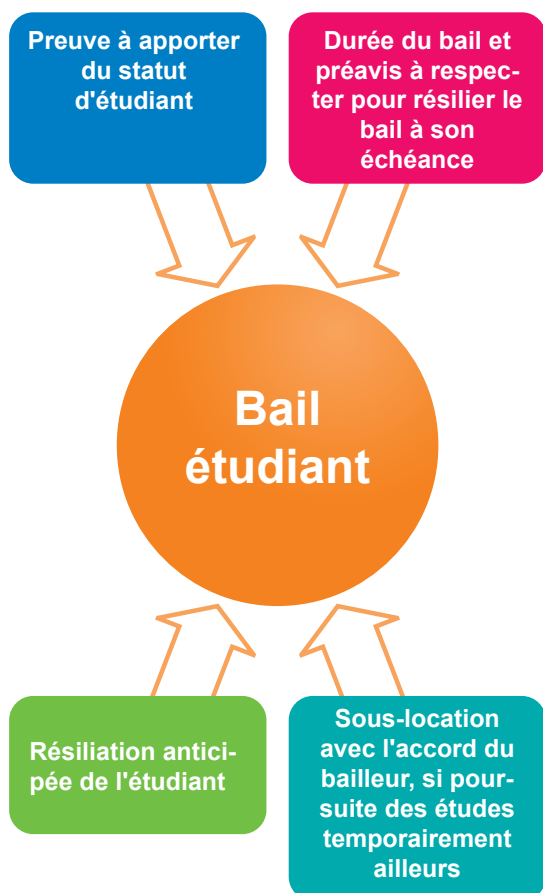 Preuve à apporter
du statut
d'étudiant
Durée du bail et
préavis à respec-
ter pour résilier le
bail à son
échéance
Bail
étudiant
Résiliation antici-
pée de l'étudiant
Sous-location
avec l'accord du
bailleur, si pour-
suite des études
temporairement
ailleurs